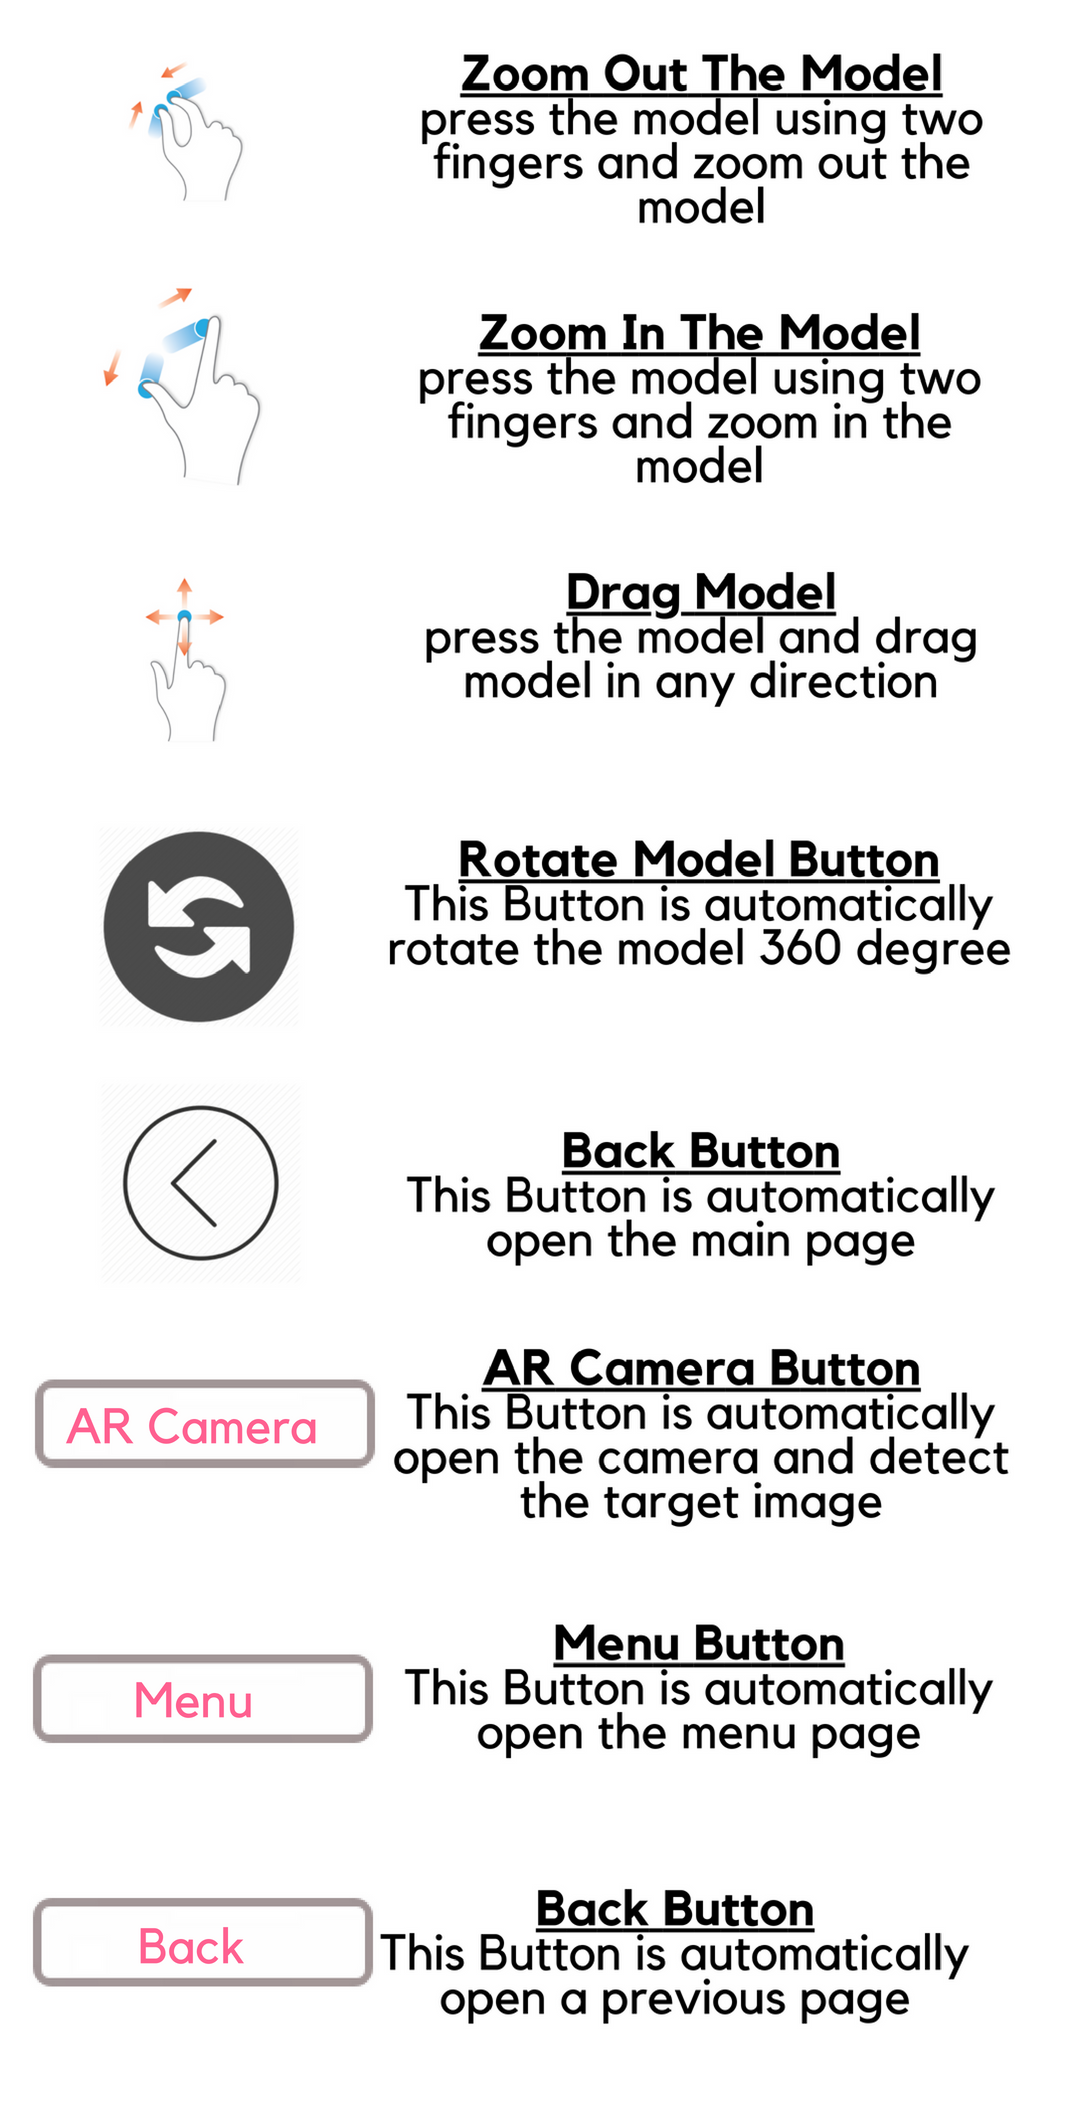 Zoom Out The Model
press the model using two
fingers and zoom out the
model
Zoom In The Model
press the model using two
fingers and zoom in the
model
Drag Model
press the model and drag
model in any direction
Rotate Model Button
This Button is automatically
rotate the model 360 degree
Back Button
This Button is automatically
open the main page
AR Camera
AR Camera Button
This Button is automatically
open the camera and detect
the target image
Menu
Menu Button
This Button is automatically
open the menu page
Back
Back Button
This Button is automatically
open a previous page